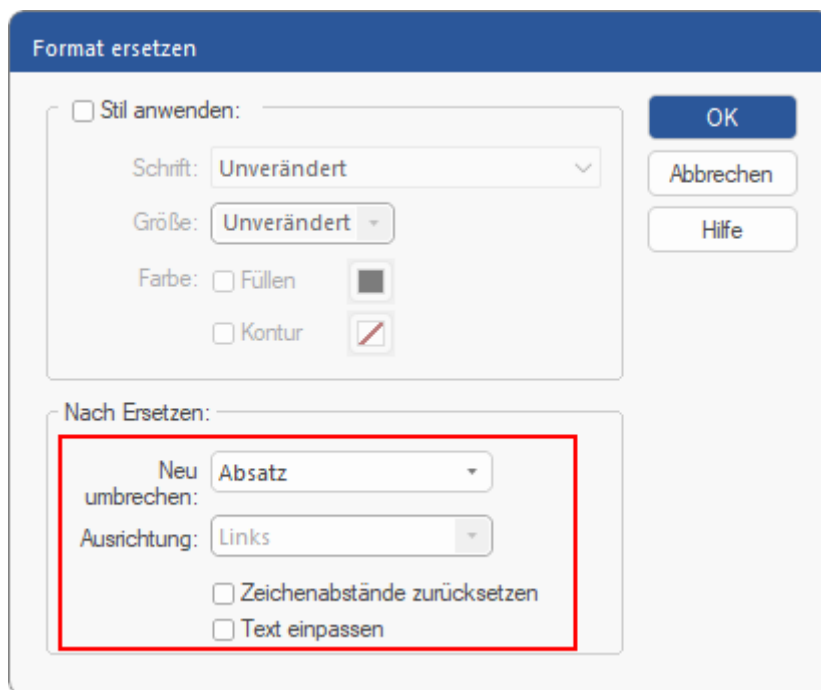 Format ersetzen
Stil anwenden:
OK
Schrift: Unverändert
Abbrechen
Größe: Unverändert
Hilfe
Farbe: Füllen
Kontur
Nach Ersetzen:
Neu
umbrechen:
Absatz
Ausrichtung: Links
Zeichenabstände zurücksetzen
Text einpassen